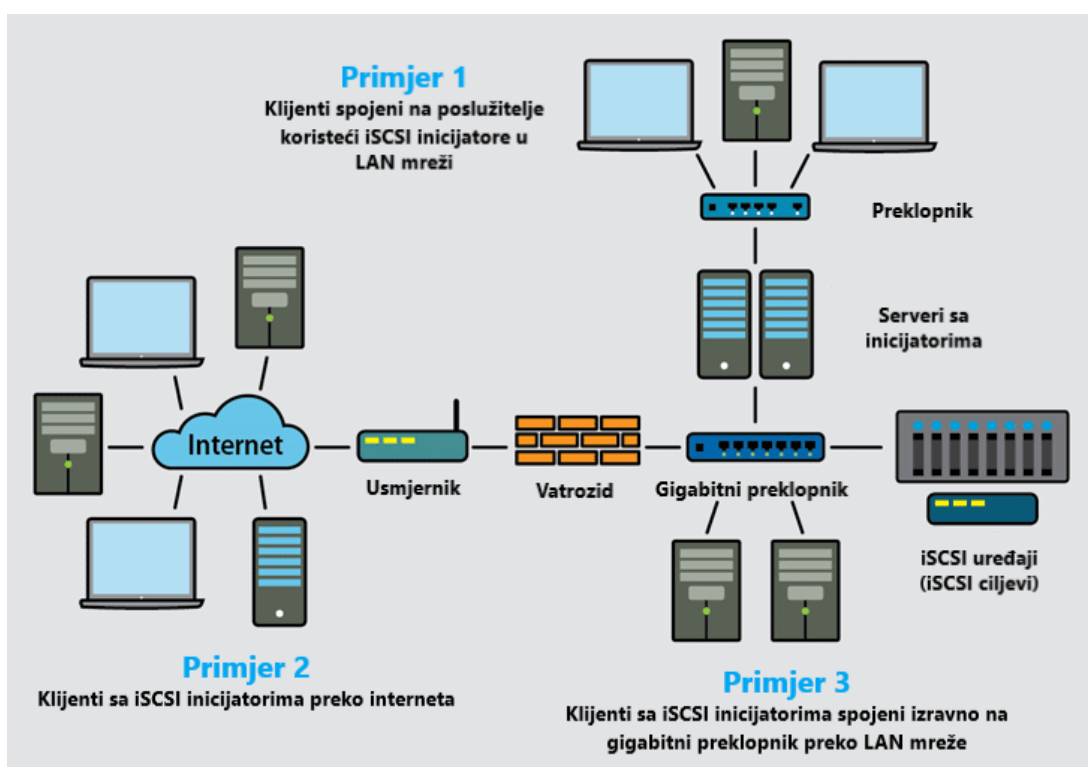 Primjer 1
Klijenti spojeni na poslužitelje
koristeći iSCSI inicijatore u
LAN mreži
Preklopnik
Serveri sa
inicijatorima
Internet
Usmjernik
Vatrozid
Gigabitni preklopnik
iSCSI uređaji
(iSCSI ciljevi)
Primjer 2
Klijenti sa iSCSI inicijatorima preko interneta
Primjer 3
Klijenti sa iSCSI inicijatorima spojeni izravno na
gigabitni preklopnik preko LAN mreže